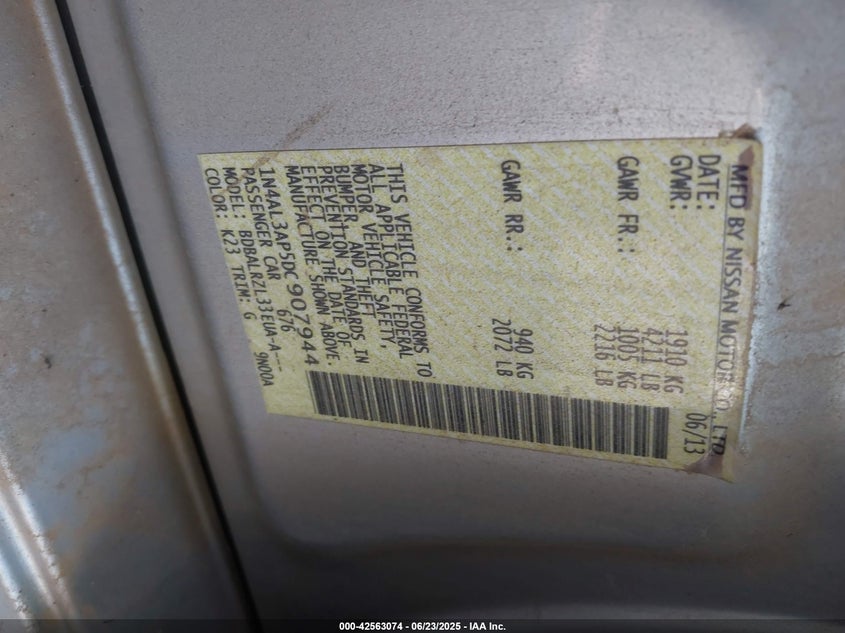 MFD BY NISSAN MOTOR CO., LTD.
DATE: 06/13
GVWR: 1910 KG
4211 LB
GAWR FR.: 1005 KG
2216 LB
GAWR RR.: 940 KG
2072 LB
THIS VEHICLE CONFORMS TO
ALL APPLICABLE FEDERAL
MOTOR VEHICLE SAFETY,
BUMPER, AND THEFT
PREVENTION STANDARDS IN
EFFECT ON THE DATE OF
MANUFACTURE SHOWN ABOVE.
1N4AL3AP5DC907944
PASSENGER CAR 676
MODEL: BDBALRZL33EUA-A--
COLOR: K23 TRIM: G 9N00A
000-42563074 / 06/23/2025 - IAA Inc.